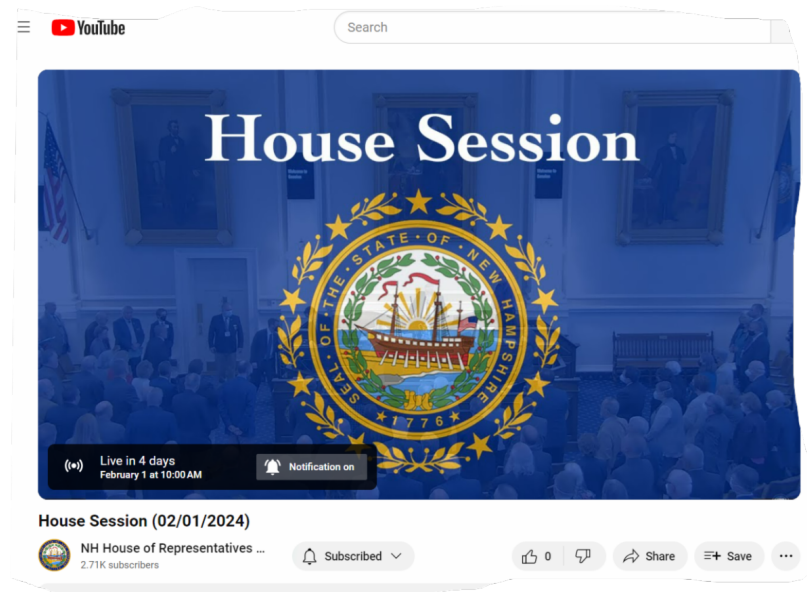 YouTube
Search
House Session
SEAL · OF · THE · STATE · OF · NEW HAMPSHIRE
1776
Live in 4 days
February 1 at 10:00 AM
Notification on
House Session (02/01/2024)
NH House of Representatives ...
2.71K subscribers
Subscribed
0
Share
Save